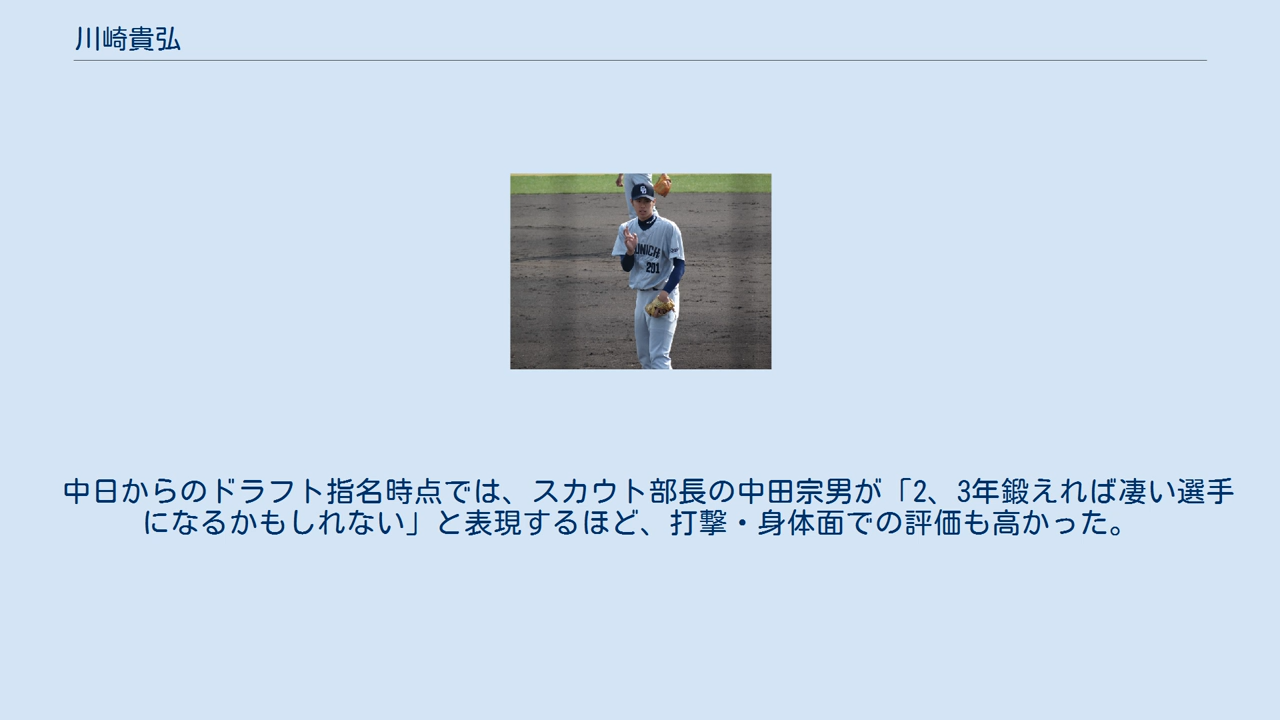 川崎貴弘
UNICHI
201
中日からのドラフト指名時点では、スカウト部長の中田宗男が「2、3年鍛えれば凄い選手
になるかもしれない」と表現するほど、打撃・身体面での評価も高かった。